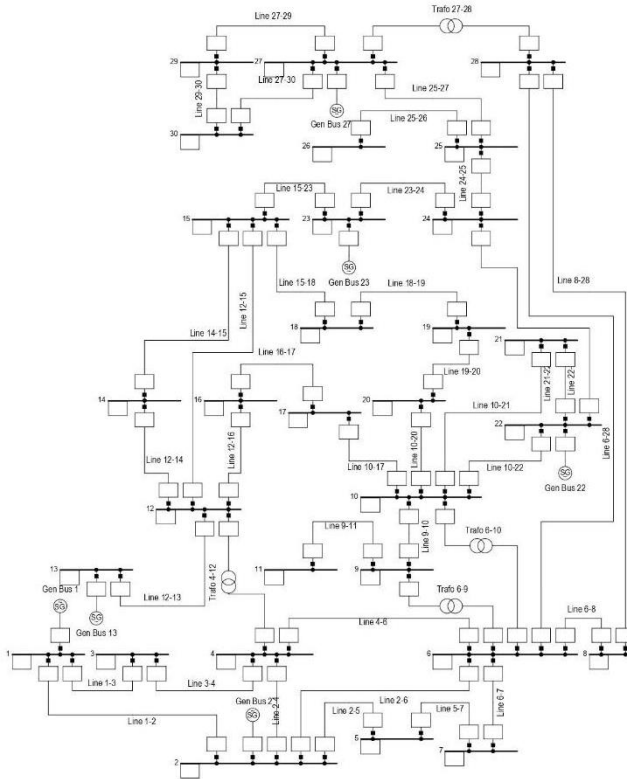 Line 27-29
Trafo 27-28
29
27
28
Line 27-30
Line 29-30
Line 25-27
SG
Gen Bus 27
Line 25-26
30
26
25
Line 24-25
Line 15-23
Line 23-24
15
23
24
SG
Gen Bus 23
Line 15-18
Line 18-19
Line 8-28
Line 12-15
18
19
Line 14-15
Line 16-17
21
Line 19-20
Line 21-22
Line 22-
14
16
20
17
Line 10-21
22
Line 6-28
Line 12-16
Line 10-20
Line 12-14
Line 10-17
Line 10-22
SG
Gen Bus 22
10
12
Line 9-11
Line 9-10
Trafo 6-10
13
11
9
Gen Bus 1
Trafo 4-12
Trafo 6-9
SG
SG
Line 12-13
Gen Bus 13
Line 4-6
Line 6-8
1
3
4
6
8
Line 1-3
Line 3-4
Line 2-4
Line 6-7
Gen Bus 2
Line 2-6
SG
Line 2-5
Line 5-7
Line 1-2
5
7
2